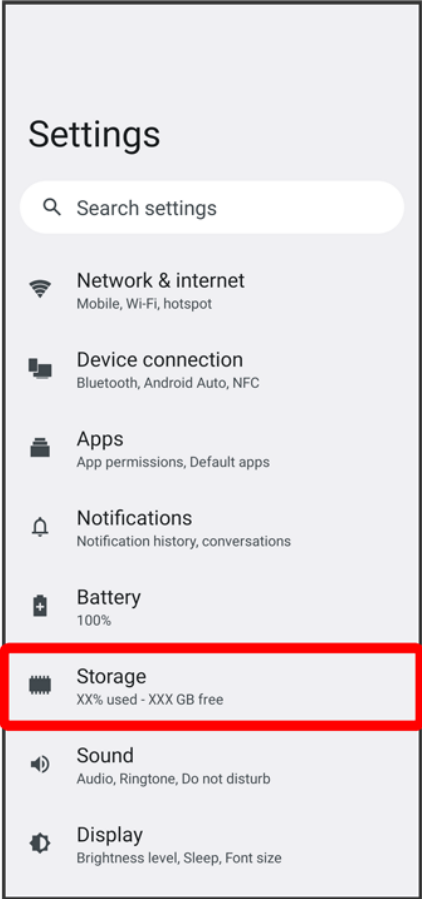 Settings
Search settings
Network & internet
Mobile, Wi-Fi, hotspot
Device connection
Bluetooth, Android Auto, NFC
Apps
App permissions, Default apps
Notifications
Notification history, conversations
Battery
100%
Storage
XX% used - XXX GB free
Sound
Audio, Ringtone, Do not disturb
Display
Brightness level, Sleep, Font size